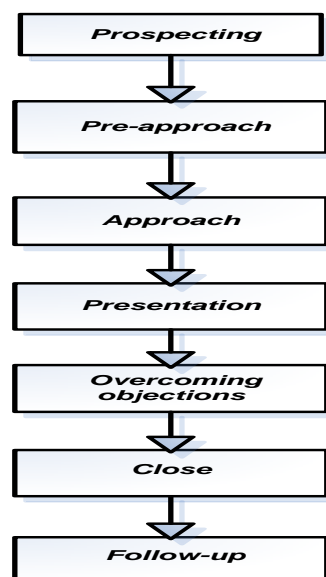 Prospecting
Pre-approach
Approach
Presentation
Overcoming
objections
Close
Follow-up